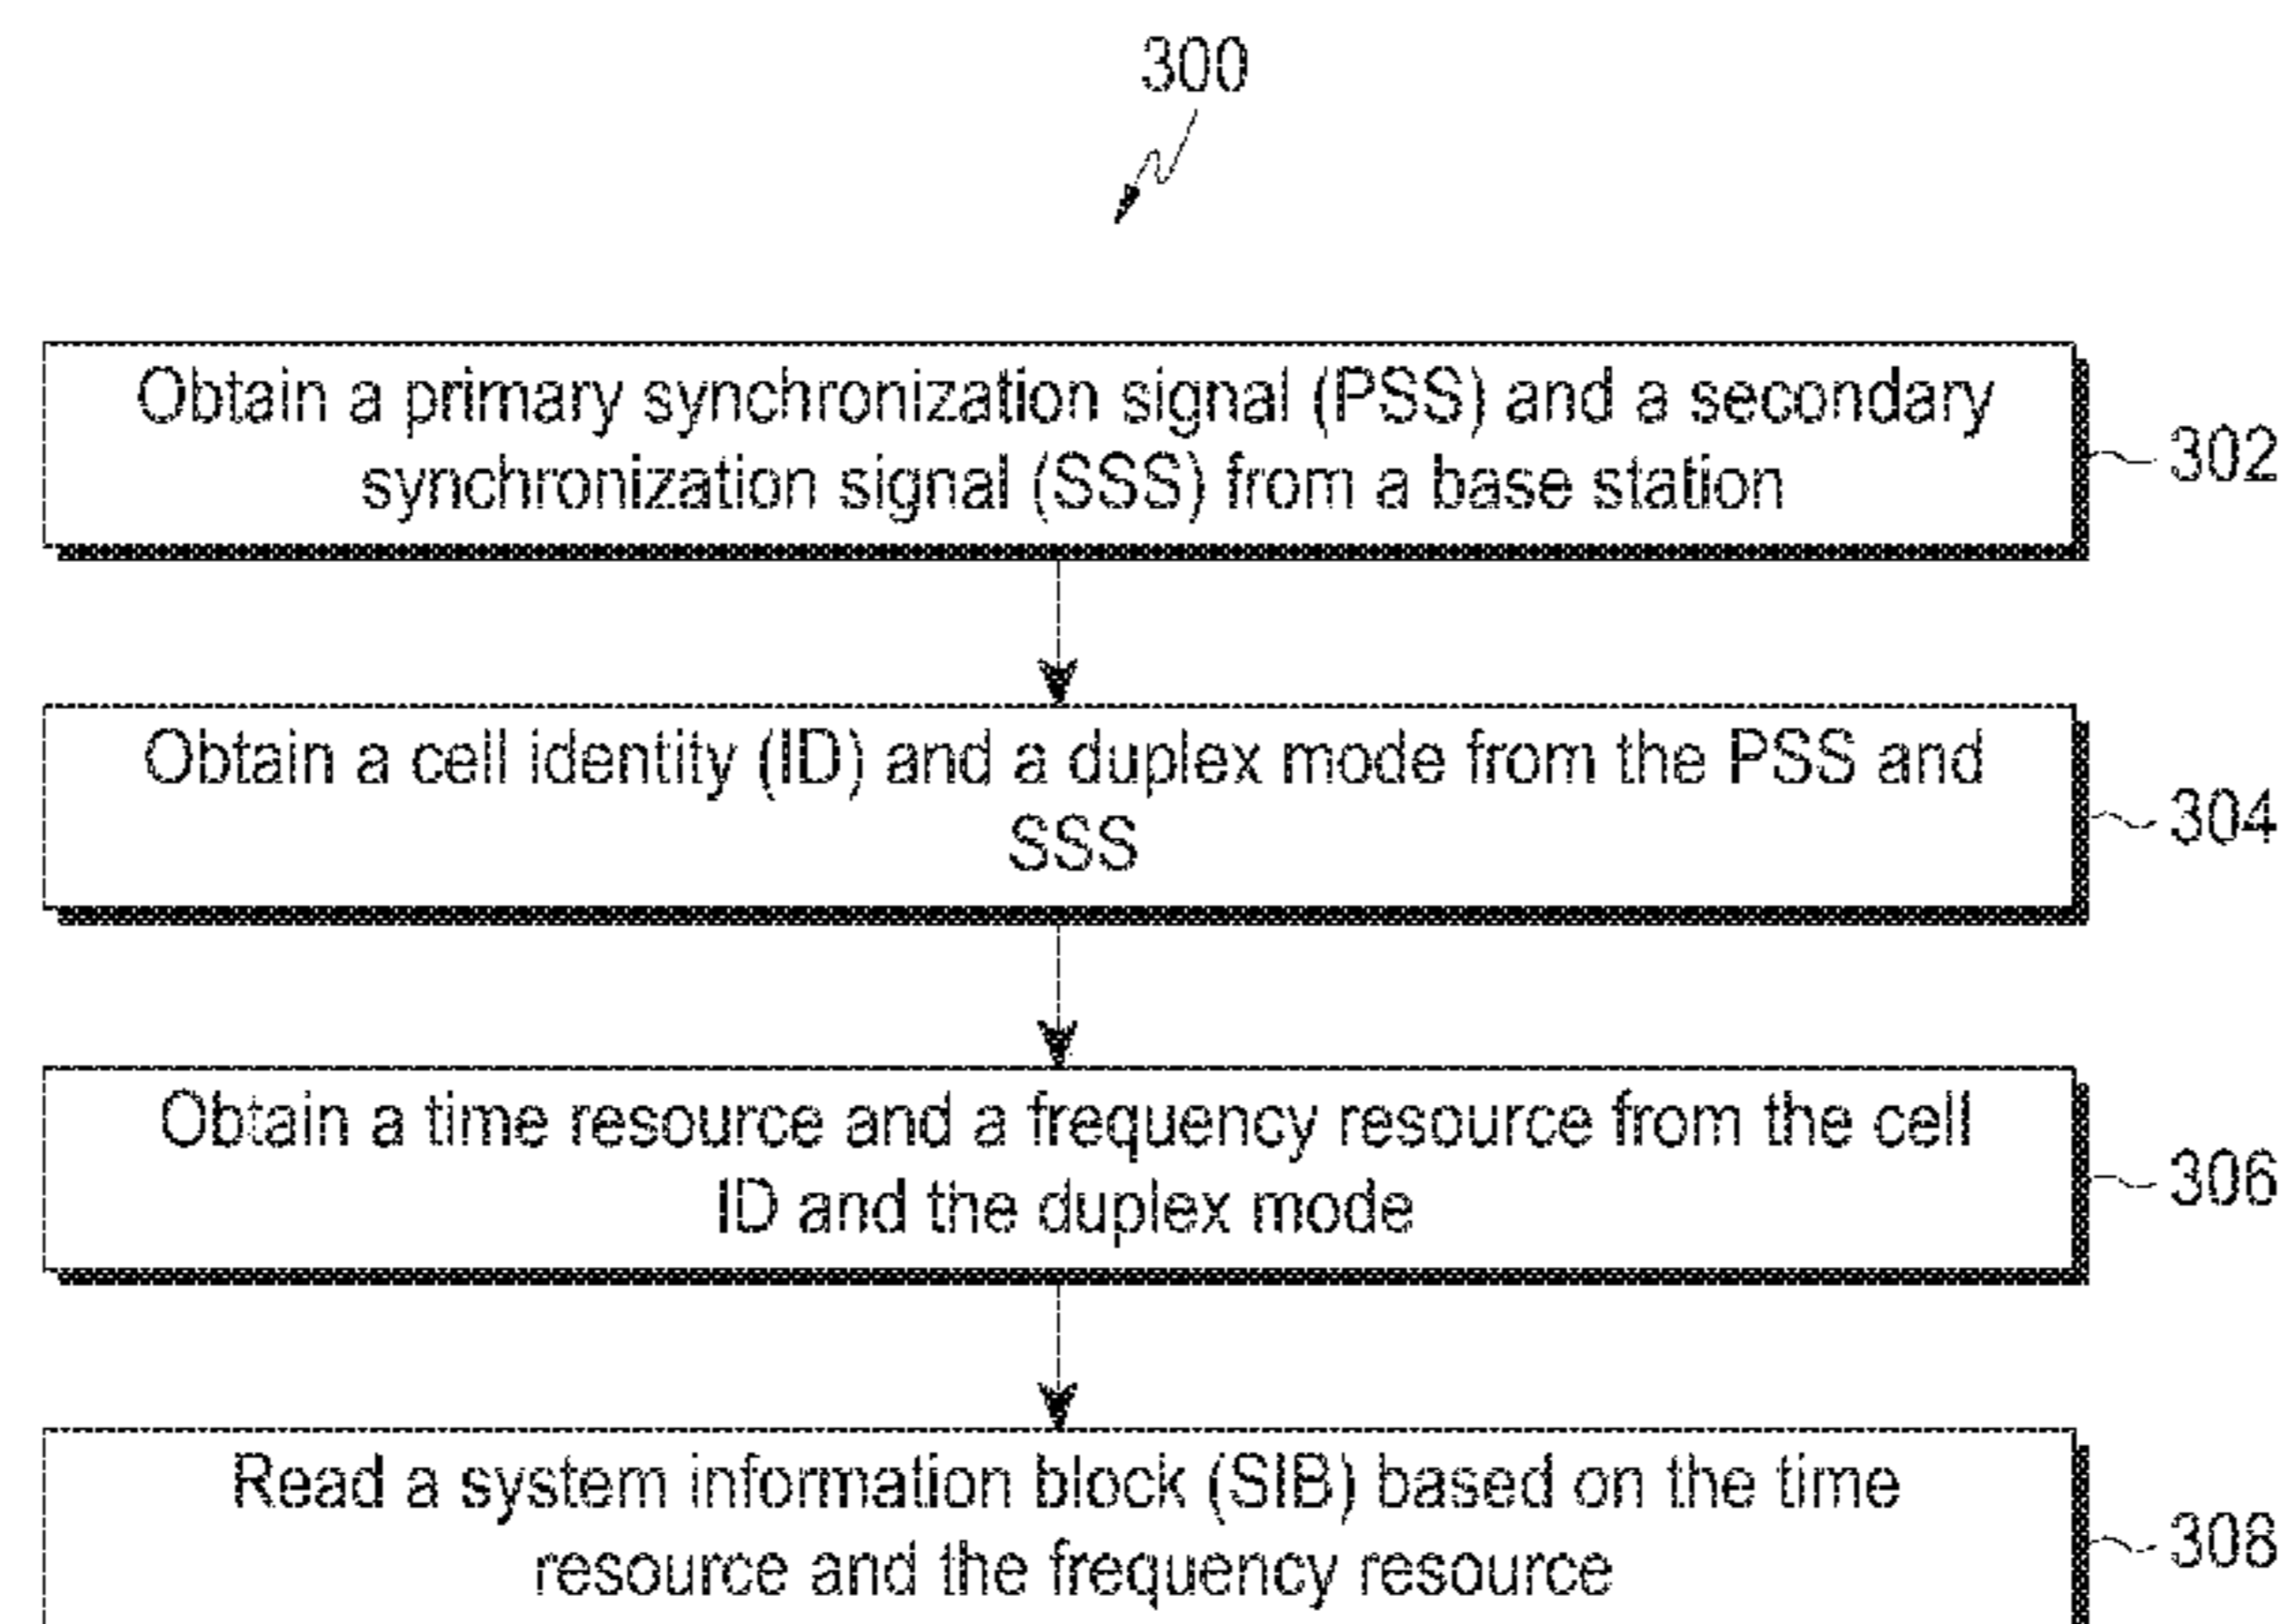 300
Obtain a primary synchronization signal (PSS) and a secondary
synchronization signal (SSS) from a base station
302
Obtain a cell identity (ID) and a duplex mode from the PSS and
SSS
304
Obtain a time resource and a frequency resource from the cell
ID and the duplex mode
306
Read a system information block (SIB) based on the time
resource and the frequency resource
308